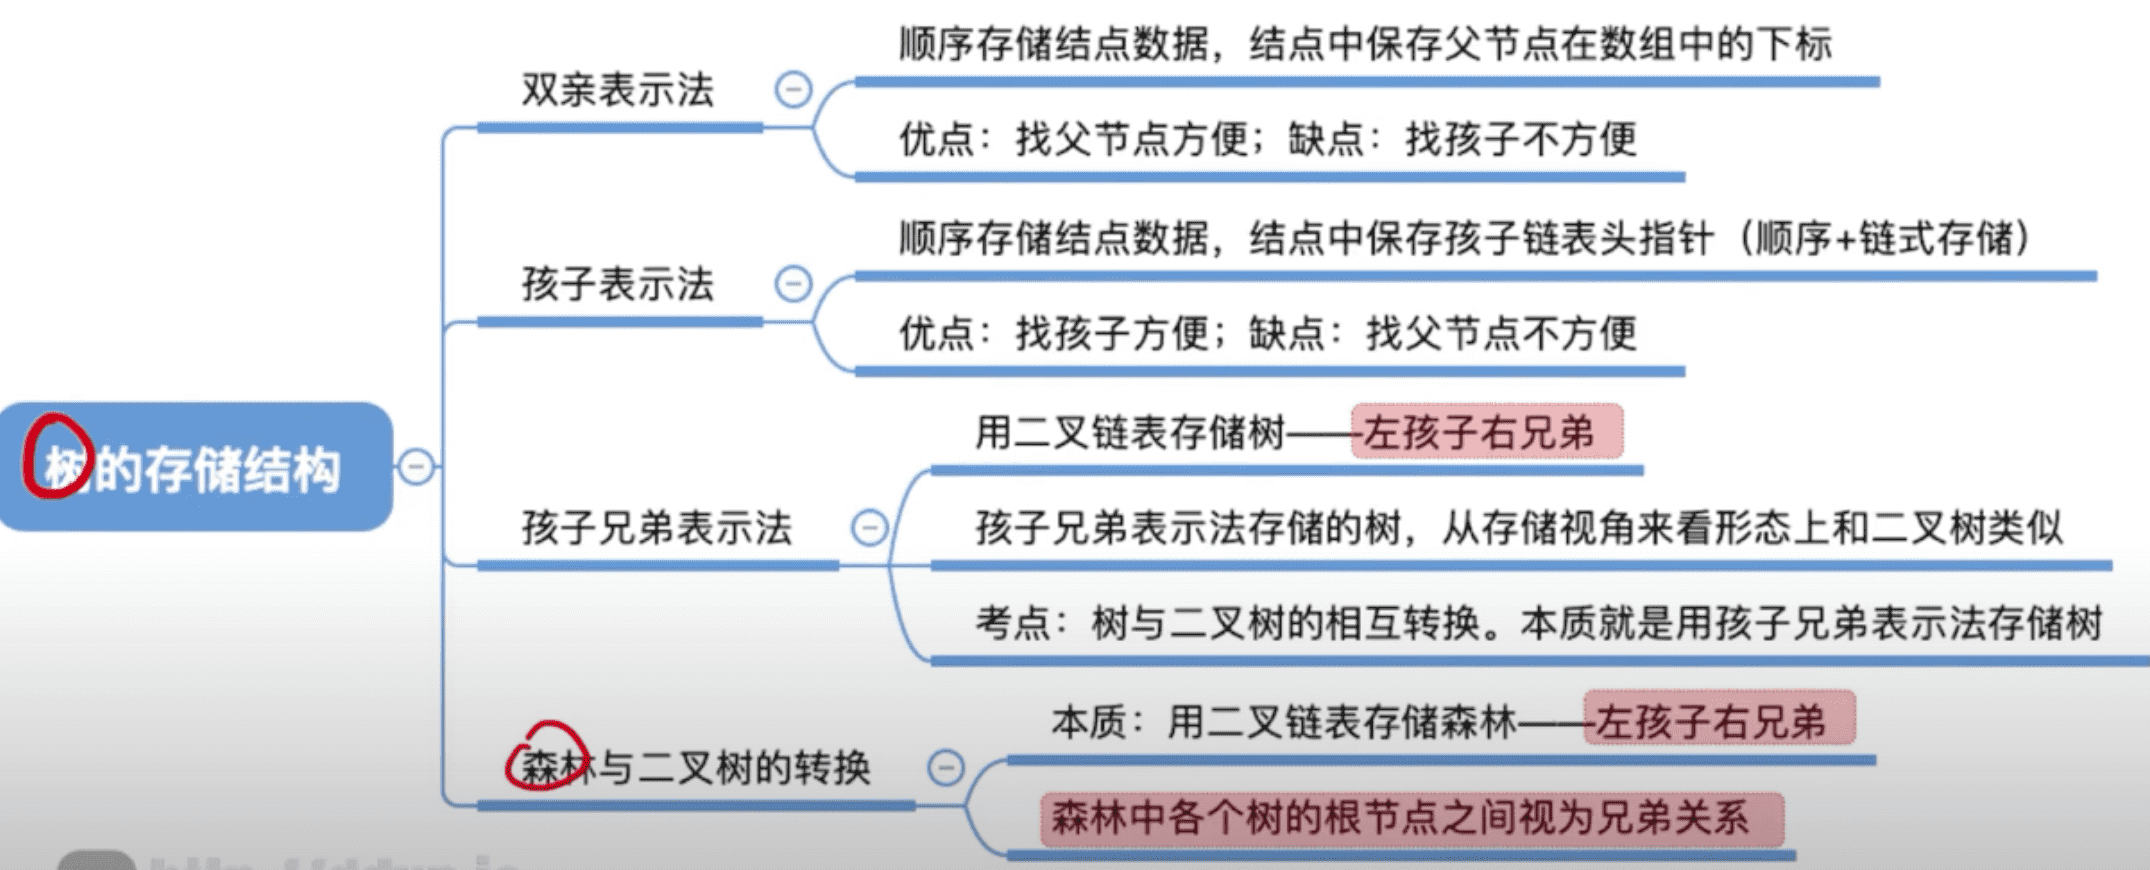 树的存储结构
双亲表示法
顺序存储结点数据，结点中保存父节点在数组中的下标
优点：找父节点方便；缺点：找孩子不方便
孩子表示法
顺序存储结点数据，结点中保存孩子链表头指针（顺序+链式存储）
优点：找孩子方便；缺点：找父节点不方便
孩子兄弟表示法
用二叉链表存储树——左孩子右兄弟
孩子兄弟表示法存储的树，从存储视角来看形态上和二叉树类似
考点：树与二叉树的相互转换。本质就是用孩子兄弟表示法存储树
森林与二叉树的转换
本质：用二叉链表存储森林——左孩子右兄弟
森林中各个树的根节点之间视为兄弟关系